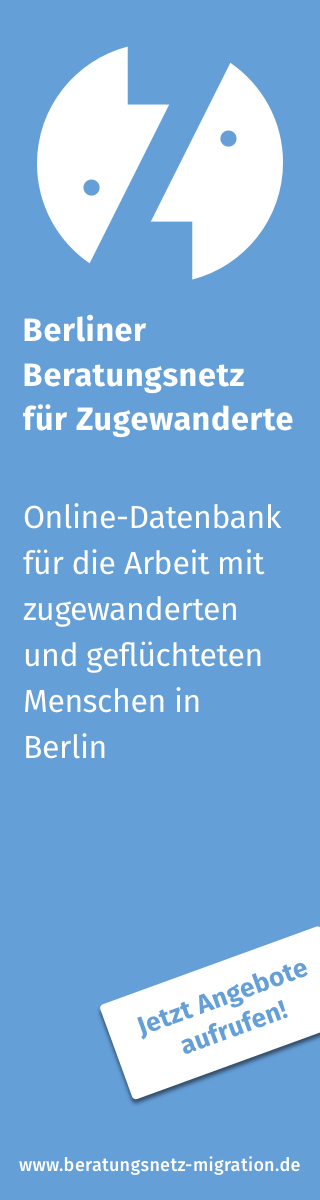 Berliner
Beratungsnetz
für Zugewanderte
Online-Datenbank
für die Arbeit mit
zugewanderten
und geflüchteten
Menschen in
Berlin
Jetzt Angebote
aufrufen!
www.beratungsnetz-migration.de